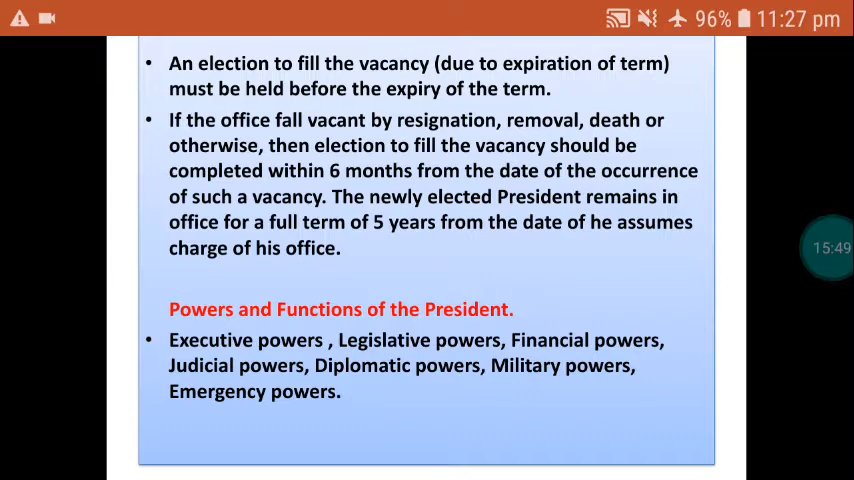 96% 11:27 pm
• An election to fill the vacancy (due to expiration of term)
must be held before the expiry of the term.
• If the office fall vacant by resignation, removal, death or
otherwise, then election to fill the vacancy should be
completed within 6 months from the date of the occurrence
of such a vacancy. The newly elected President remains in
office for a full term of 5 years from the date of he assumes
charge of his office.
15:49
Powers and Functions of the President.
• Executive powers , Legislative powers, Financial powers,
Judicial powers, Diplomatic powers, Military powers,
Emergency powers.